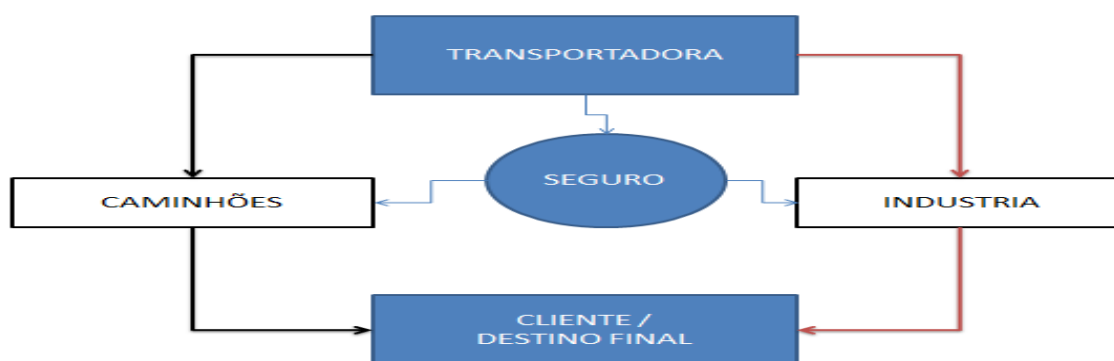 TRANSPORTADORA
SEGURO
CAMINHÕES
INDUSTRIA
CLIENTE /
DESTINO FINAL